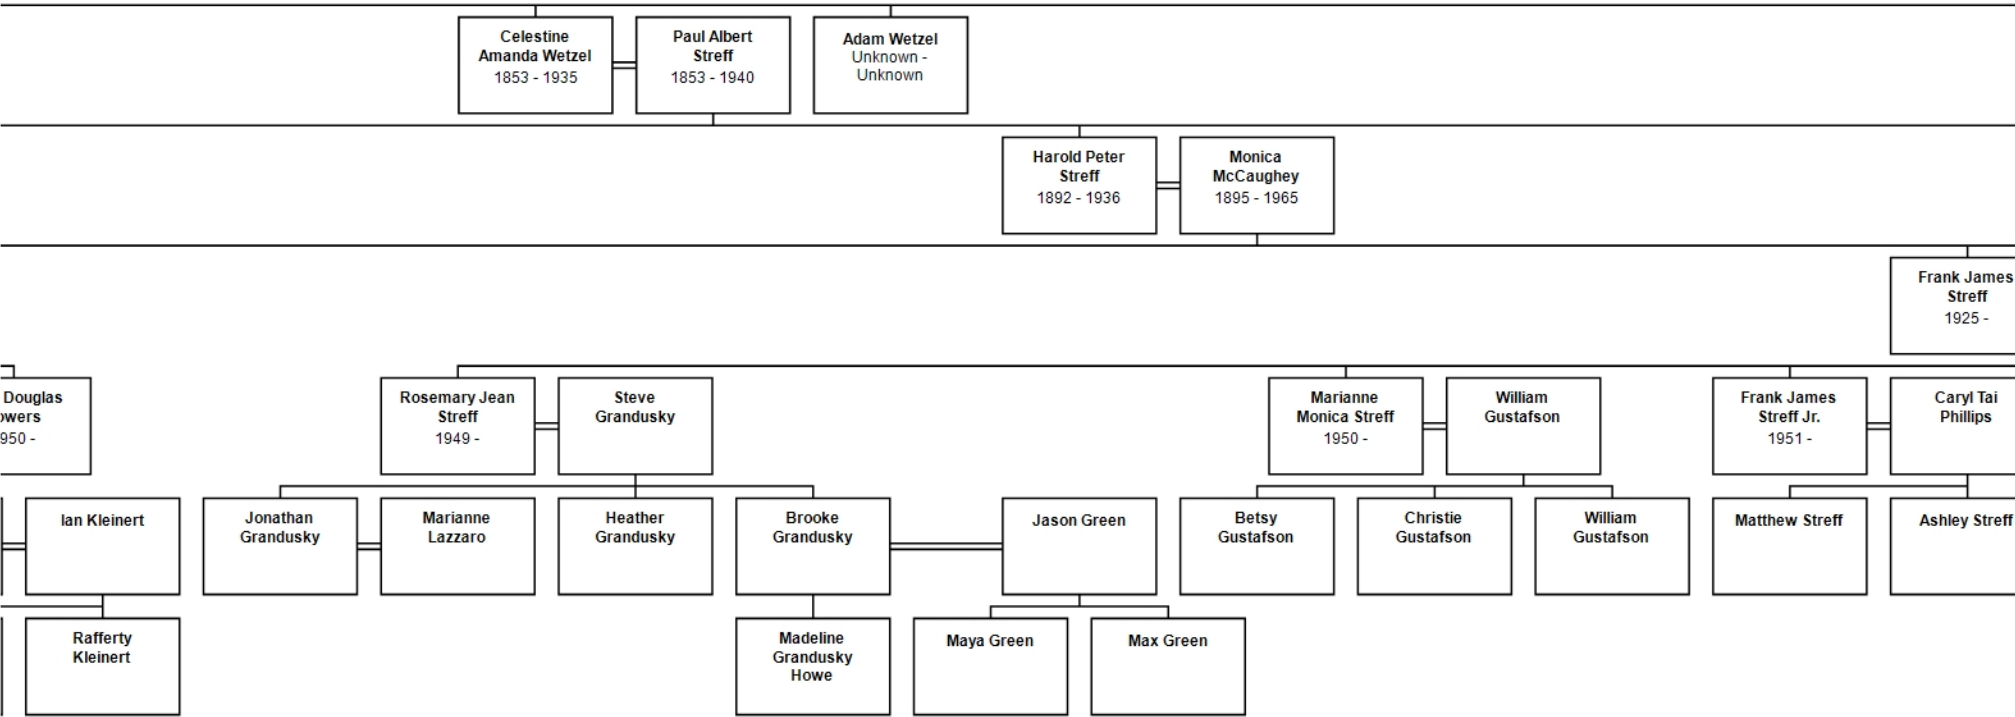 Celestine
Amanda Wetzel
1853 - 1935
Paul Albert
Streff
1853 - 1940
Adam Wetzel
Unknown -
Unknown
Harold Peter
Streff
1892 - 1936
Monica
McCaughey
1895 - 1965
Frank James
Streff
1925 -
Douglas
owers
950 -
Rosemary Jean
Streff
1949 -
Steve
Grandusky
Marianne
Monica Streff
1950 -
William
Gustafson
Frank James
Streff Jr.
1951 -
Caryl Tai
Phillips
Ian Kleinert
Jonathan
Grandusky
Marianne
Lazzaro
Heather
Grandusky
Brooke
Grandusky
Jason Green
Betsy
Gustafson
Christie
Gustafson
William
Gustafson
Matthew Streff
Ashley Streff
Rafferty
Kleinert
Madeline
Grandusky
Howe
Maya Green
Max Green